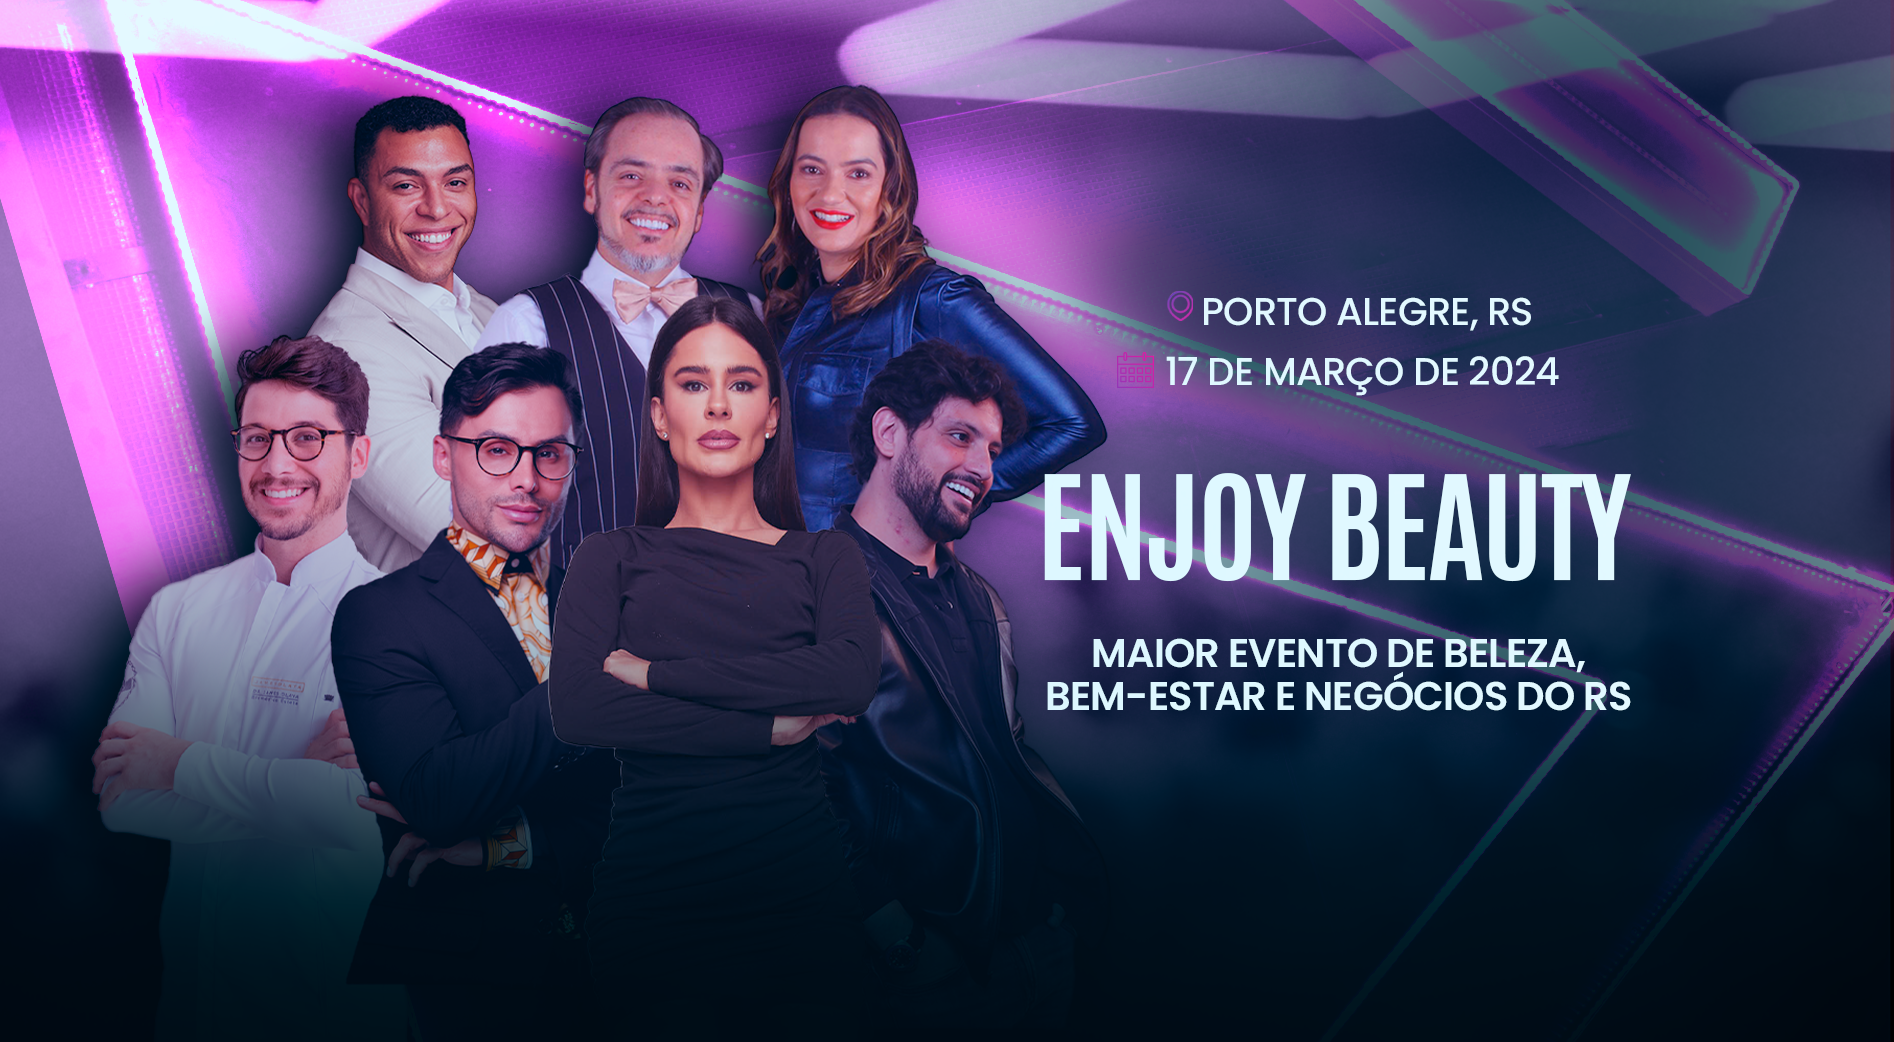 PORTO ALEGRE, RS
17 DE MARÇO DE 2024
ENJOY BEAUTY
MAIOR EVENTO DE BELEZA,
BEM-ESTAR E NEGÓCIOS DO RS